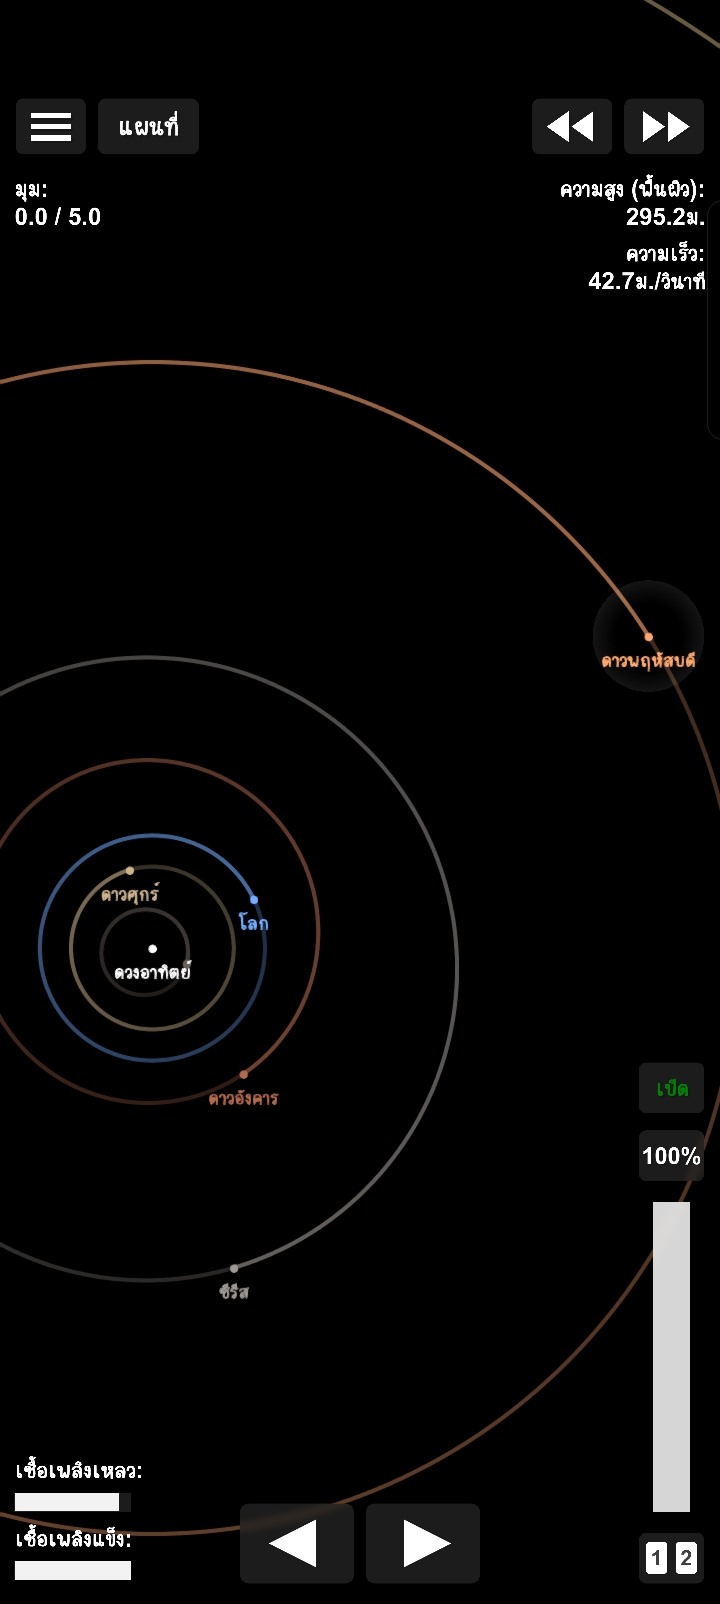 แผนที่
มุม:
0.0 / 5.0
ความสูง (พื้นผิว):
295.2ม.
ความเร็ว:
42.7ม./วินาที
ดาวพฤหัสบดี
ดาวศุกร์
โลก
ดวงอาทิตย์
ดาวอังคาร
เปิด
100%
ซีรีส
เชื้อเพลิงเหลว:
เชื้อเพลิงแข็ง:
1 2